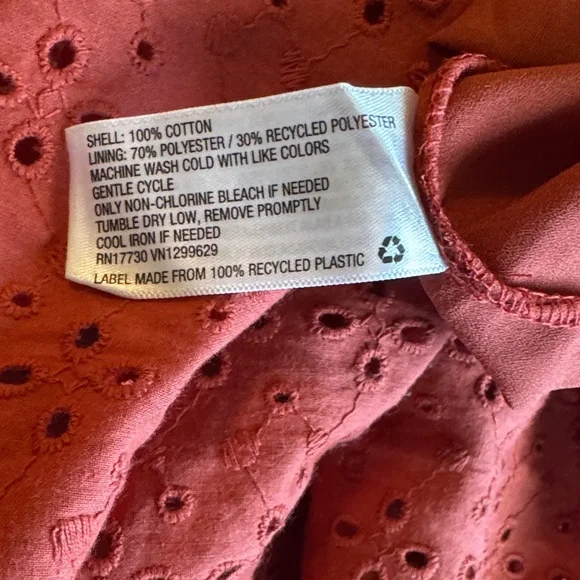 SHELL: 100% COTTON
LINING: 70% POLYESTER / 30% RECYCLED POLYESTER
MACHINE WASH COLD WITH LIKE COLORS
GENTLE CYCLE
ONLY NON-CHLORINE BLEACH IF NEEDED
TUMBLE DRY LOW, REMOVE PROMPTLY
COOL IRON IF NEEDED
RN17730 VN1299629
LABEL MADE FROM 100% RECYCLED PLASTIC